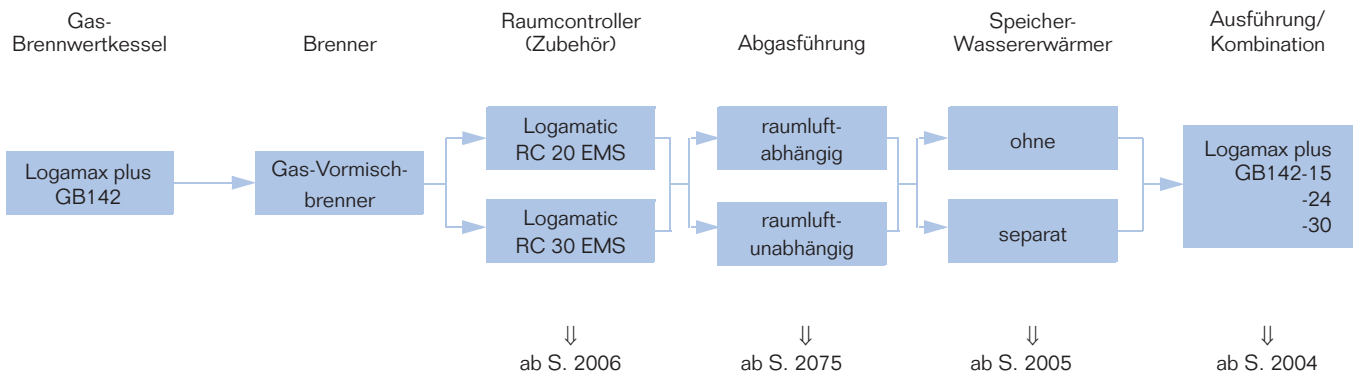 Gas-
Brennwertkessel
Brenner
Raumcontroller
(Zubehör)
Abgasführung
Speicher-
Wassererwärmer
Ausführung/
Kombination
Logamax plus
GB142
Gas-Vormisch-
brenner
Logamatic
RC 20 EMS
Logamatic
RC 30 EMS
raumluft-
abhängig
raumluft-
unabhängig
ohne
separat
Logamax plus
GB142-15
-24
-30
⇓
ab S. 2006
⇓
ab S. 2075
⇓
ab S. 2005
⇓
ab S. 2004